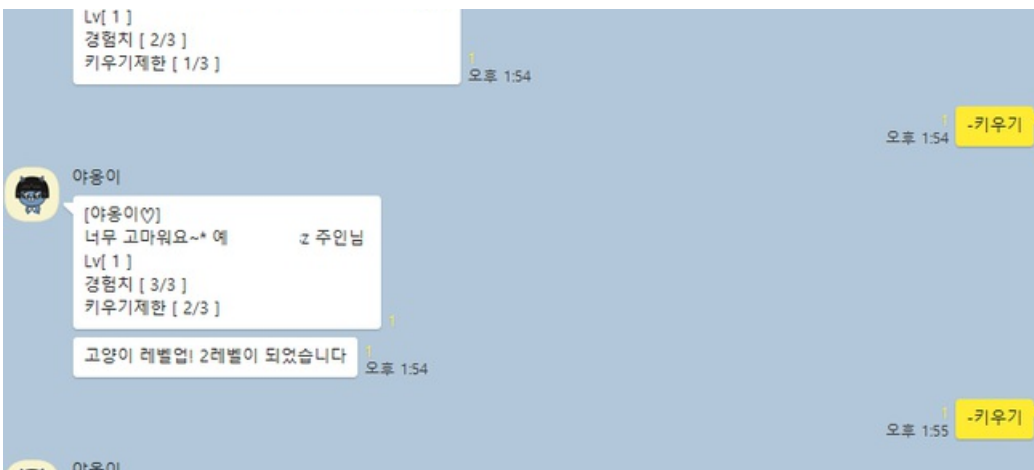 Lv[ 1 ]
경험치 [ 2/3 ]
키우기제한 [ 1/3 ]
1
오후 1:54
1
오후 1:54
-키우기
야옹이
[야옹이♡]
너무 고마워요~* 예 z 주인님
Lv[ 1 ]
경험치 [ 3/3 ]
키우기제한 [ 2/3 ]
1
고양이 레벨업! 2레벨이 되었습니다
1
오후 1:54
1
오후 1:55
-키우기
야옹이